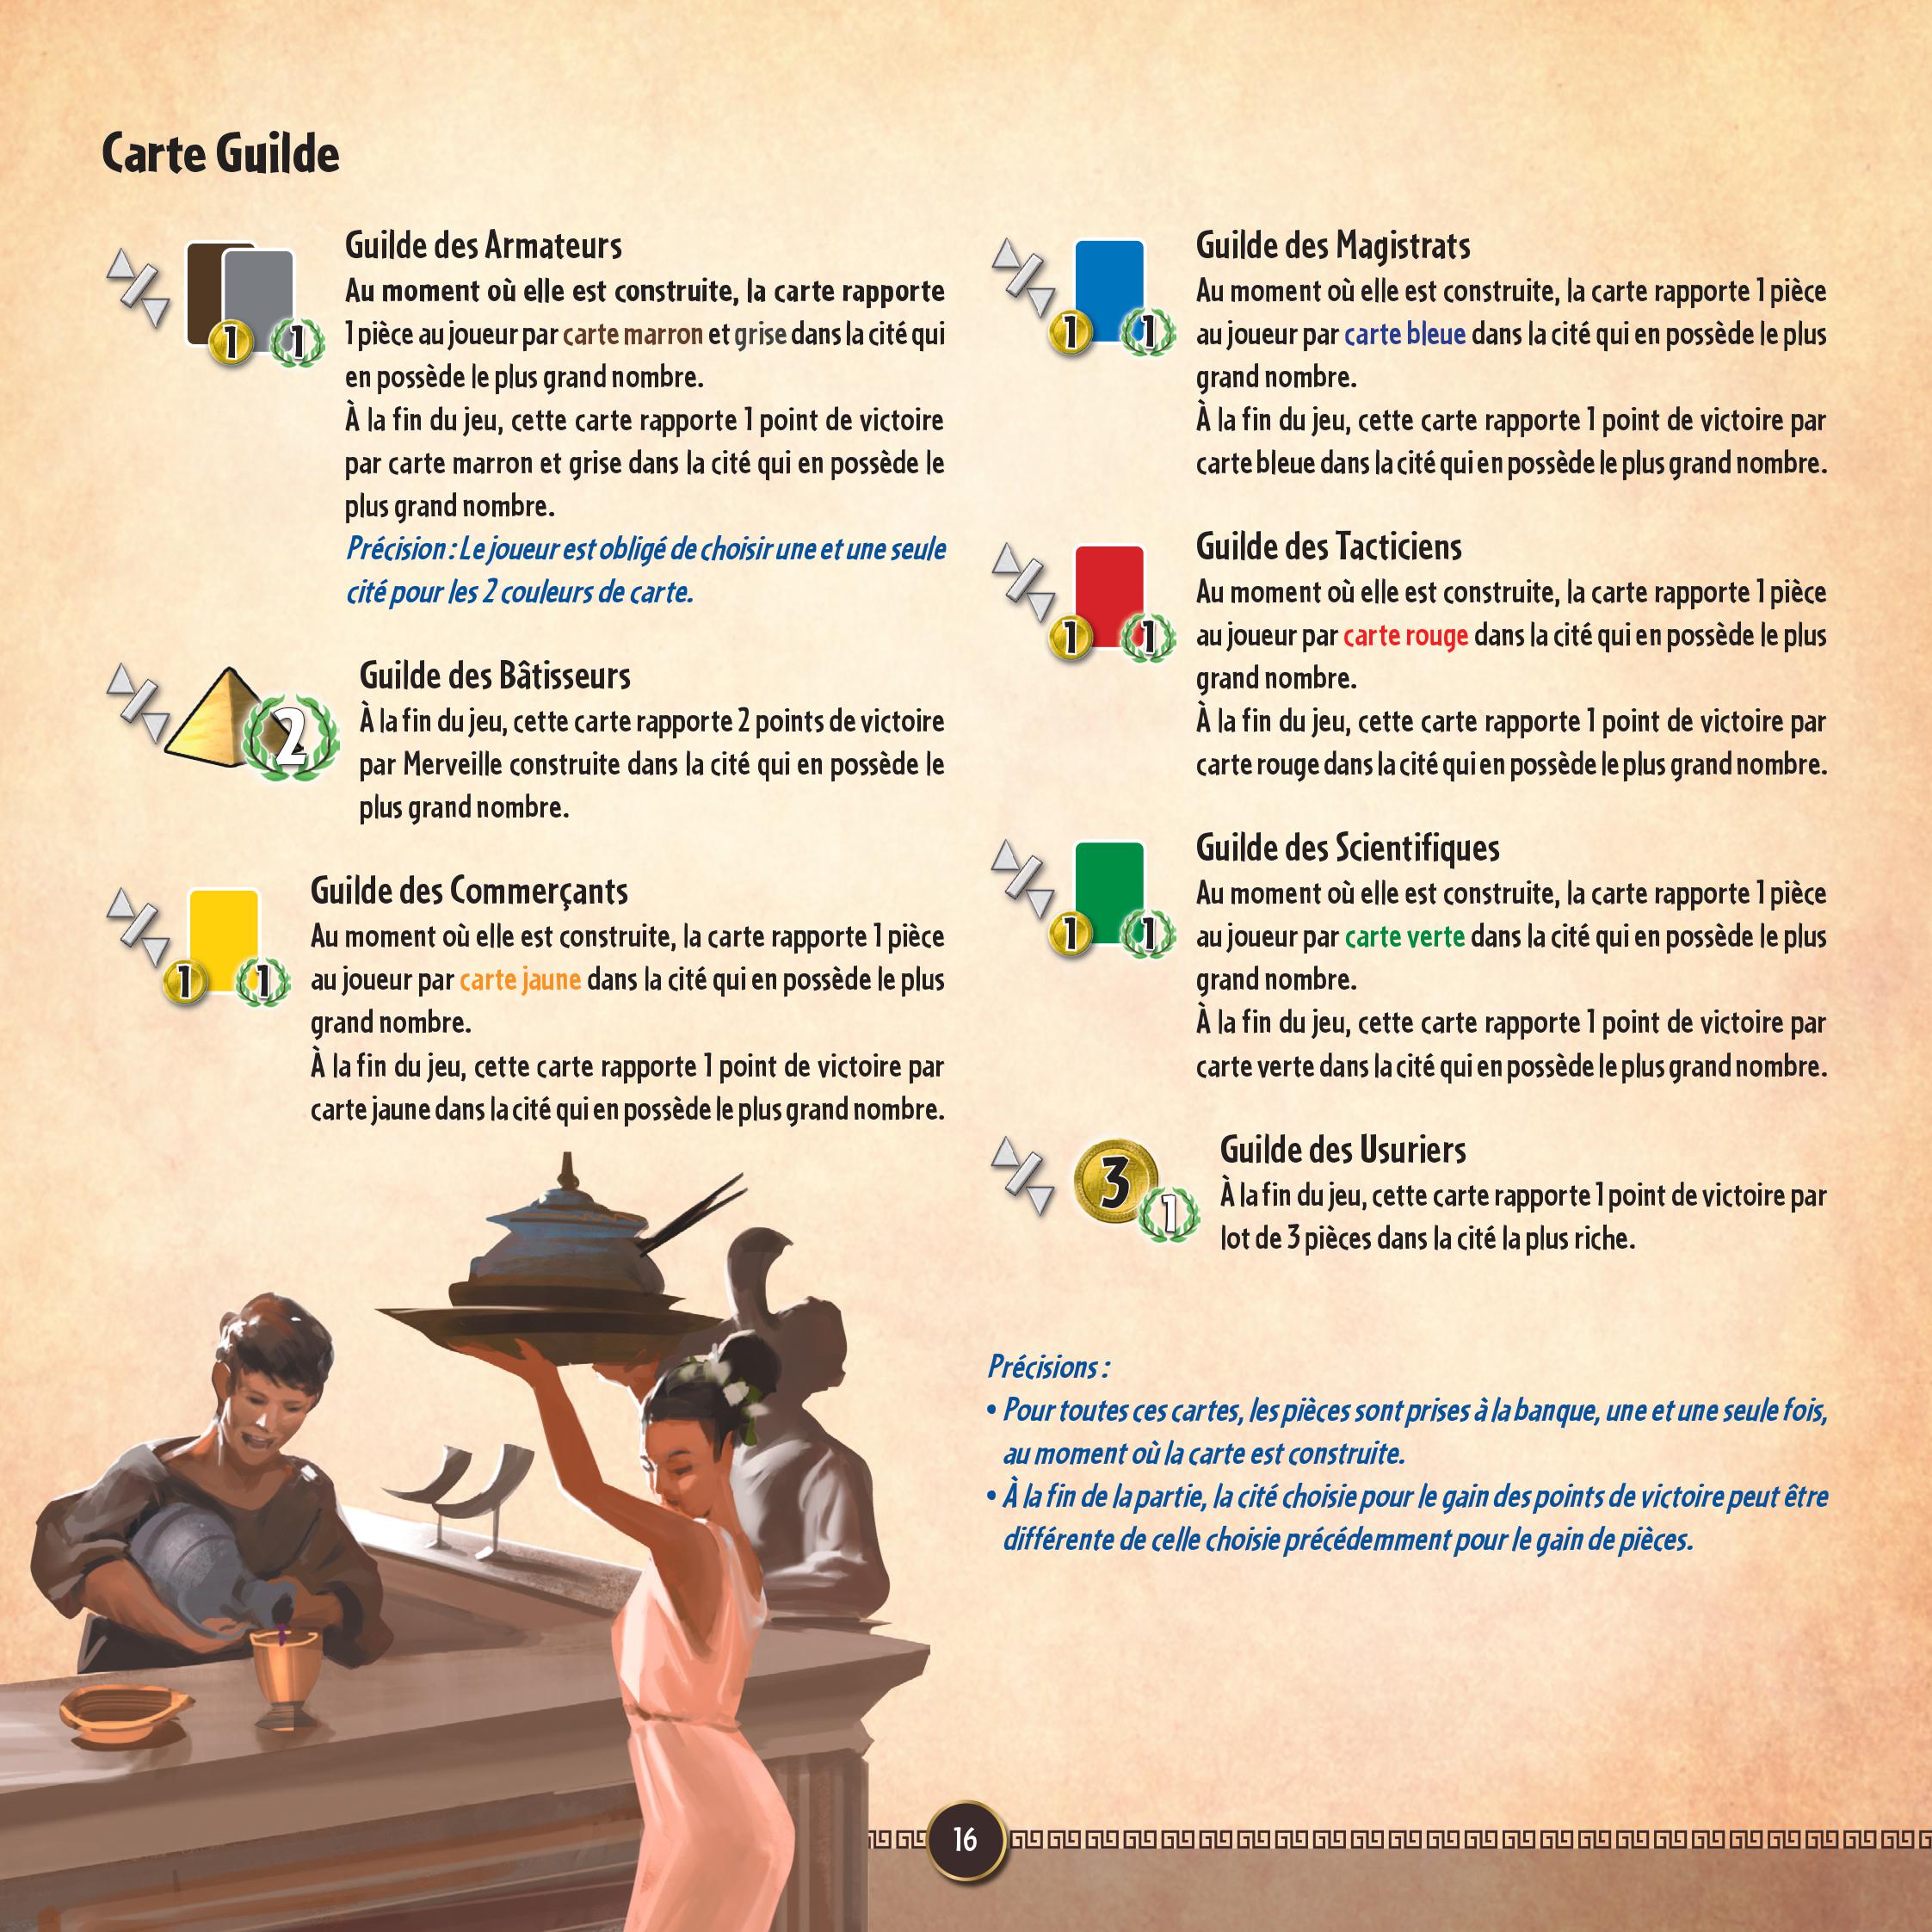 Carte Guilde
Guilde des Armateurs
Au moment où elle est construite, la carte rapporte
1 pièce au joueur par carte marron et grise dans la cité qui
en possède le plus grand nombre.
À la fin du jeu, cette carte rapporte 1 point de victoire
par carte marron et grise dans la cité qui en possède le
plus grand nombre.
Précision : Le joueur est obligé de choisir une et une seule
cité pour les 2 couleurs de carte.
1
1
Guilde des Bâtisseurs
À la fin du jeu, cette carte rapporte 2 points de victoire
par Merveille construite dans la cité qui en possède le
plus grand nombre.
2
Guilde des Commerçants
Au moment où elle est construite, la carte rapporte 1 pièce
au joueur par carte jaune dans la cité qui en possède le plus
grand nombre.
À la fin du jeu, cette carte rapporte 1 point de victoire par
carte jaune dans la cité qui en possède le plus grand nombre.
1
1
Guilde des Magistrats
Au moment où elle est construite, la carte rapporte 1 pièce
au joueur par carte bleue dans la cité qui en possède le plus
grand nombre.
À la fin du jeu, cette carte rapporte 1 point de victoire par
carte bleue dans la cité qui en possède le plus grand nombre.
1
1
Guilde des Tacticiens
Au moment où elle est construite, la carte rapporte 1 pièce
au joueur par carte rouge dans la cité qui en possède le plus
grand nombre.
À la fin du jeu, cette carte rapporte 1 point de victoire par
carte rouge dans la cité qui en possède le plus grand nombre.
1
1
Guilde des Scientifiques
Au moment où elle est construite, la carte rapporte 1 pièce
au joueur par carte verte dans la cité qui en possède le plus
grand nombre.
À la fin du jeu, cette carte rapporte 1 point de victoire par
carte verte dans la cité qui en possède le plus grand nombre.
1
1
Guilde des Usuriers
À la fin du jeu, cette carte rapporte 1 point de victoire par
lot de 3 pièces dans la cité la plus riche.
3
1
Précisions :
• Pour toutes ces cartes, les pièces sont prises à la banque, une et une seule fois,
au moment où la carte est construite.
• À la fin de la partie, la cité choisie pour le gain des points de victoire peut être
différente de celle choisie précédemment pour le gain de pièces.
16